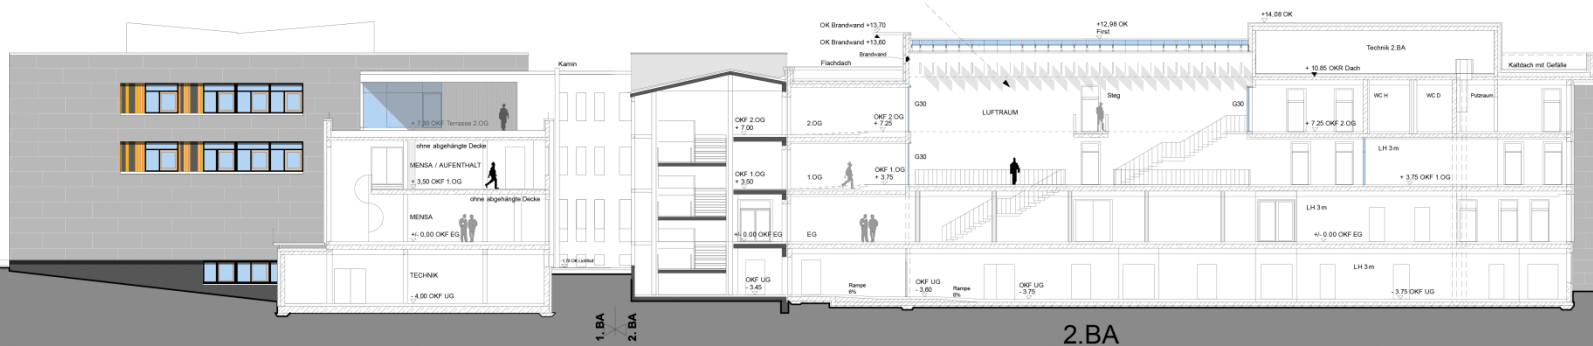 +14,08 OK
OK Brandwand +13,70
+12,98 OK
First
OK Brandwand +13,60
Brandwand
Technik 2.BA
Kamin
Flachdach
+ 10.85 OKR Dach
Kaltdach mit Gefälle
Steg
WC H
WC D
Putzraum
G30
G30
LUFTRAUM
+ 7,50 OKF Terrasse 2.OG
OKF 2.OG
+ 7.00
2.OG
OKF 2.OG
+ 7.25
+ 7.25 OKF 2.OG
ohne abgehängte Decke
MENSA / AUFENTHALT
+ 3,50 OKF 1.OG
LH 3 m
G30
OKF 1.OG
+ 3.50
1.OG
OKF 1.OG
+ 3.75
+ 3.75 OKF 1.OG
ohne abgehängte Decke
MENSA
+/- 0,00 OKF EG
+/- 0.00 OKF EG
EG
LH 3 m
+/- 0.00 OKF EG
TECHNIK
- 4,00 OKF UG
OKF UG
- 3.45
Rampe
6%
OKF UG
- 3.60
Rampe
6%
OKF UG
- 3.75
LH 3 m
- 3.75 OKF UG
1. BA
2. BA
2.BA